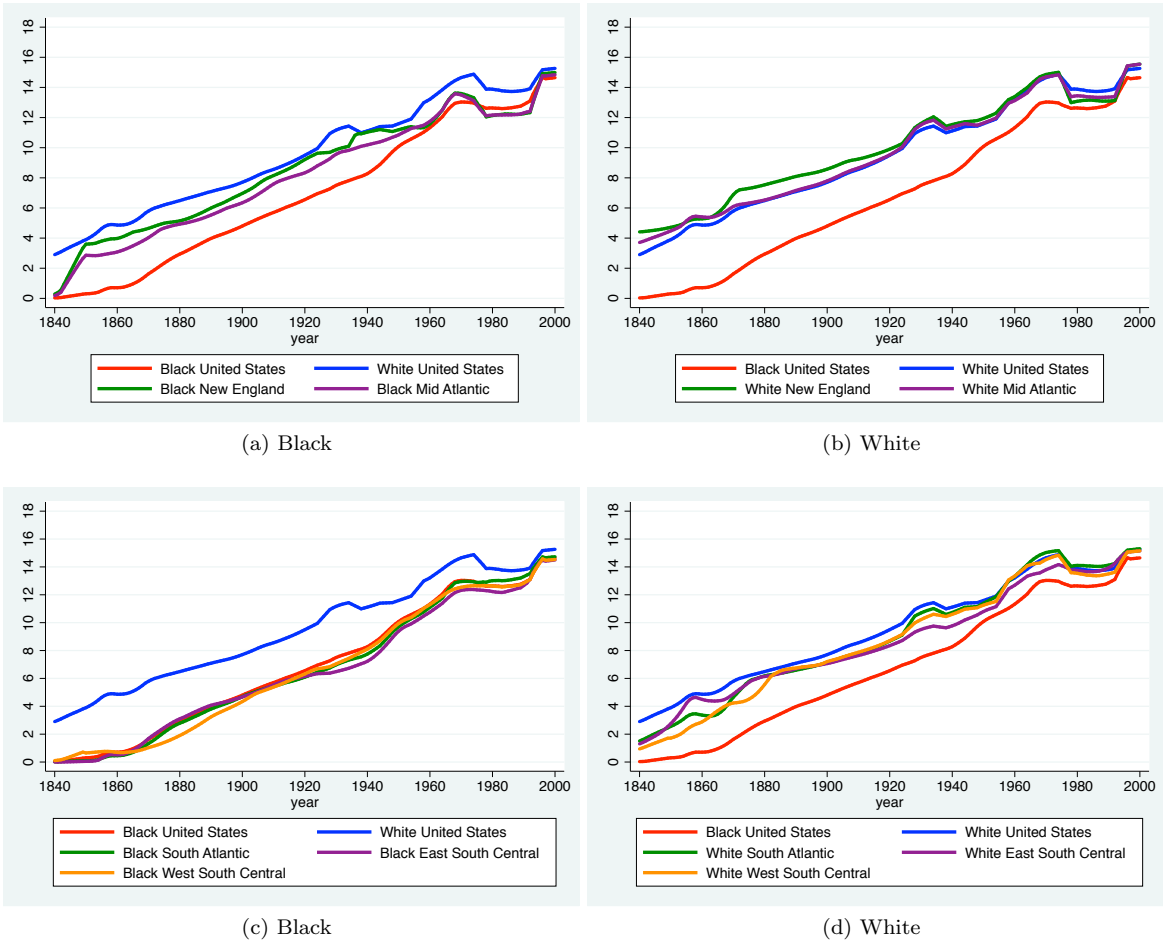 18
16
14
12
10
8
6
4
2
0
1840 1860 1880 1900 1920 1940 1960 1980 2000
year
Black United States White United States
Black New England Black Mid Atlantic
(a) Black
18
16
14
12
10
8
6
4
2
0
1840 1860 1880 1900 1920 1940 1960 1980 2000
year
Black United States White United States
White New England White Mid Atlantic
(b) White
18
16
14
12
10
8
6
4
2
0
1840 1860 1880 1900 1920 1940 1960 1980 2000
year
Black United States White United States
Black South Atlantic Black East South Central
Black West South Central
(c) Black
18
16
14
12
10
8
6
4
2
0
1840 1860 1880 1900 1920 1940 1960 1980 2000
year
Black United States White United States
White South Atlantic White East South Central
White West South Central
(d) White